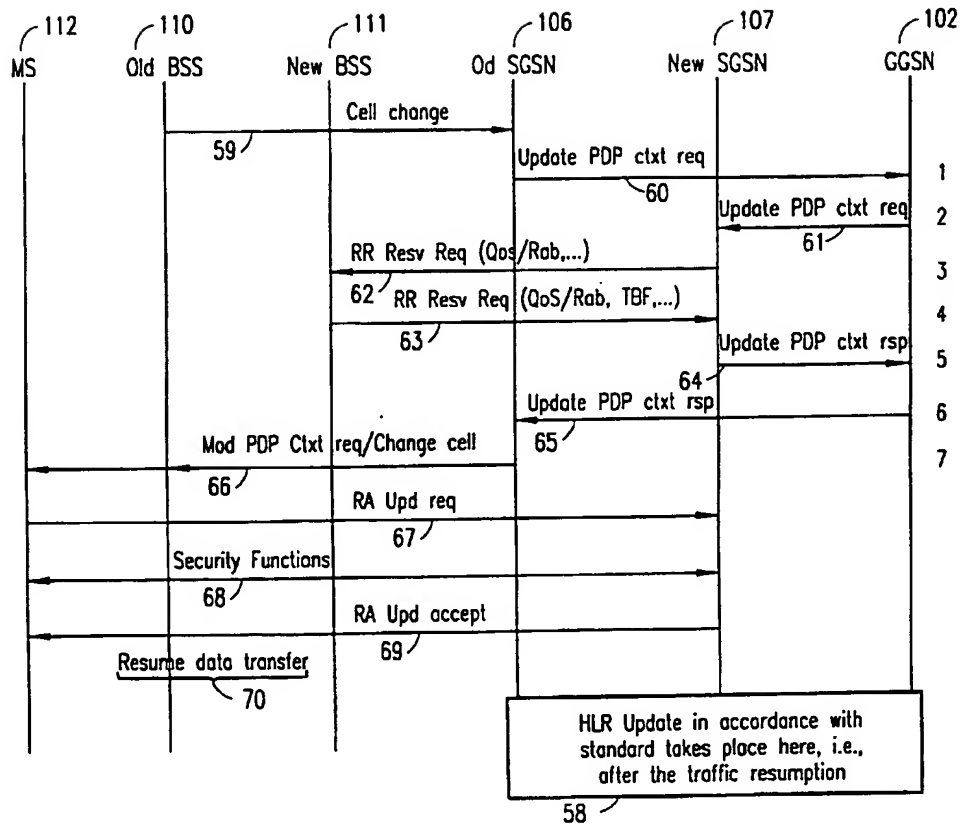 112 110 111 106 107 102
MS Old BSS New BSS Od SGSN New SGSN GGSN
Cell change
59
Update PDP ctxt req
60
1
Update PDP ctxt req
61
2
RR Resv Req (Qos/Rab,...)
62
3
RR Resv Req (QoS/Rab, TBF,...)
63
4
Update PDP ctxt rsp
64
5
Update PDP ctxt rsp
65
6
Mod PDP Ctxt req/Change cell
66
7
RA Upd req
67
Security Functions
68
RA Upd accept
69
Resume data transfer
70
HLR Update in accordance with
standard takes place here, i.e.,
after the traffic resumption
58